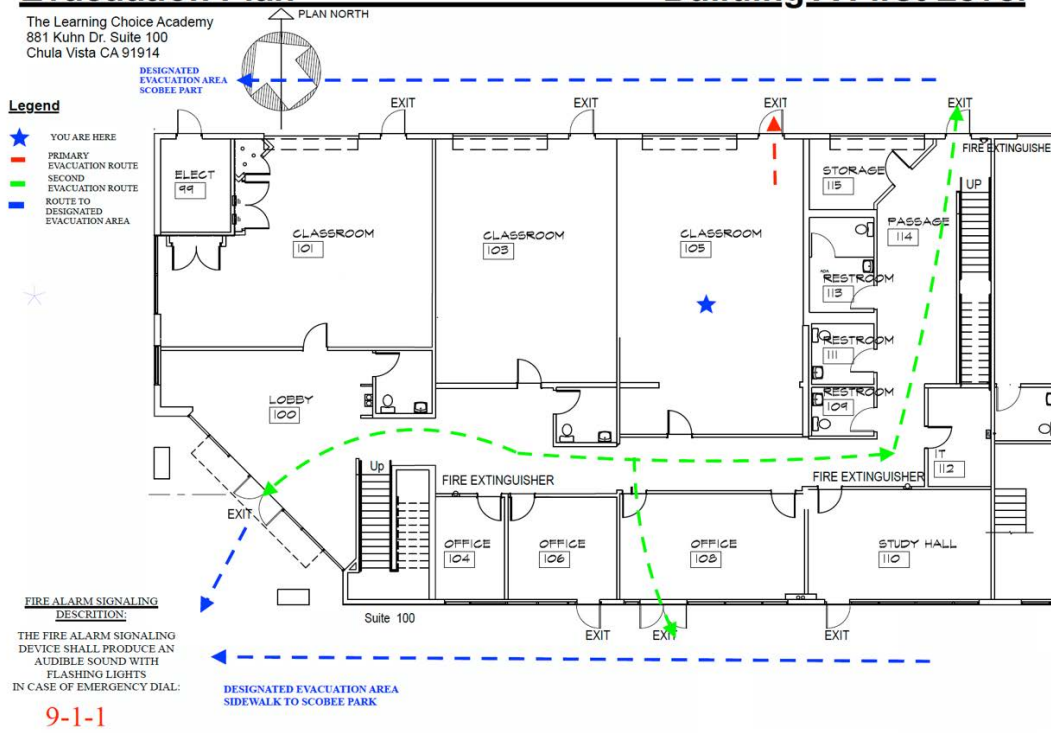 Evacuation Plan
PLAN NORTH
The Learning Choice Academy
881 Kuhn Dr. Suite 100
Chula Vista CA 91914
DESIGNATED
EVACUATION AREA
SCOBEE PART
Legend
YOU ARE HERE
PRIMARY
EVACUATION ROUTE
SECOND
EVACUATION ROUTE
ROUTE TO
DESIGNATED
EVACUATION AREA
EXIT
EXIT
EXIT
EXIT
FIRE EXTINGUISHE
ELECT
99
CLASSROOM
101
CLASSROOM
103
CLASSROOM
105
STORAGE
115
UP
PASSAGE
114
RESTROOM
113
RESTROOM
111
RESTROOM
109
LOBBY
100
IT
112
Up
FIRE EXTINGUISHER
FIRE EXTINGUISHER
EXIT
OFFICE
104
OFFICE
106
OFFICE
108
STUDY HALL
110
Suite 100
EXIT
EXIT
EXIT
FIRE ALARM SIGNALING
DESCRITION:
THE FIRE ALARM SIGNALING
DEVICE SHALL PRODUCE AN
AUDIBLE SOUND WITH
FLASHING LIGHTS
IN CASE OF EMERGENCY DIAL:
9-1-1
DESIGNATED EVACUATION AREA
SIDEWALK TO SCOBEE PARK